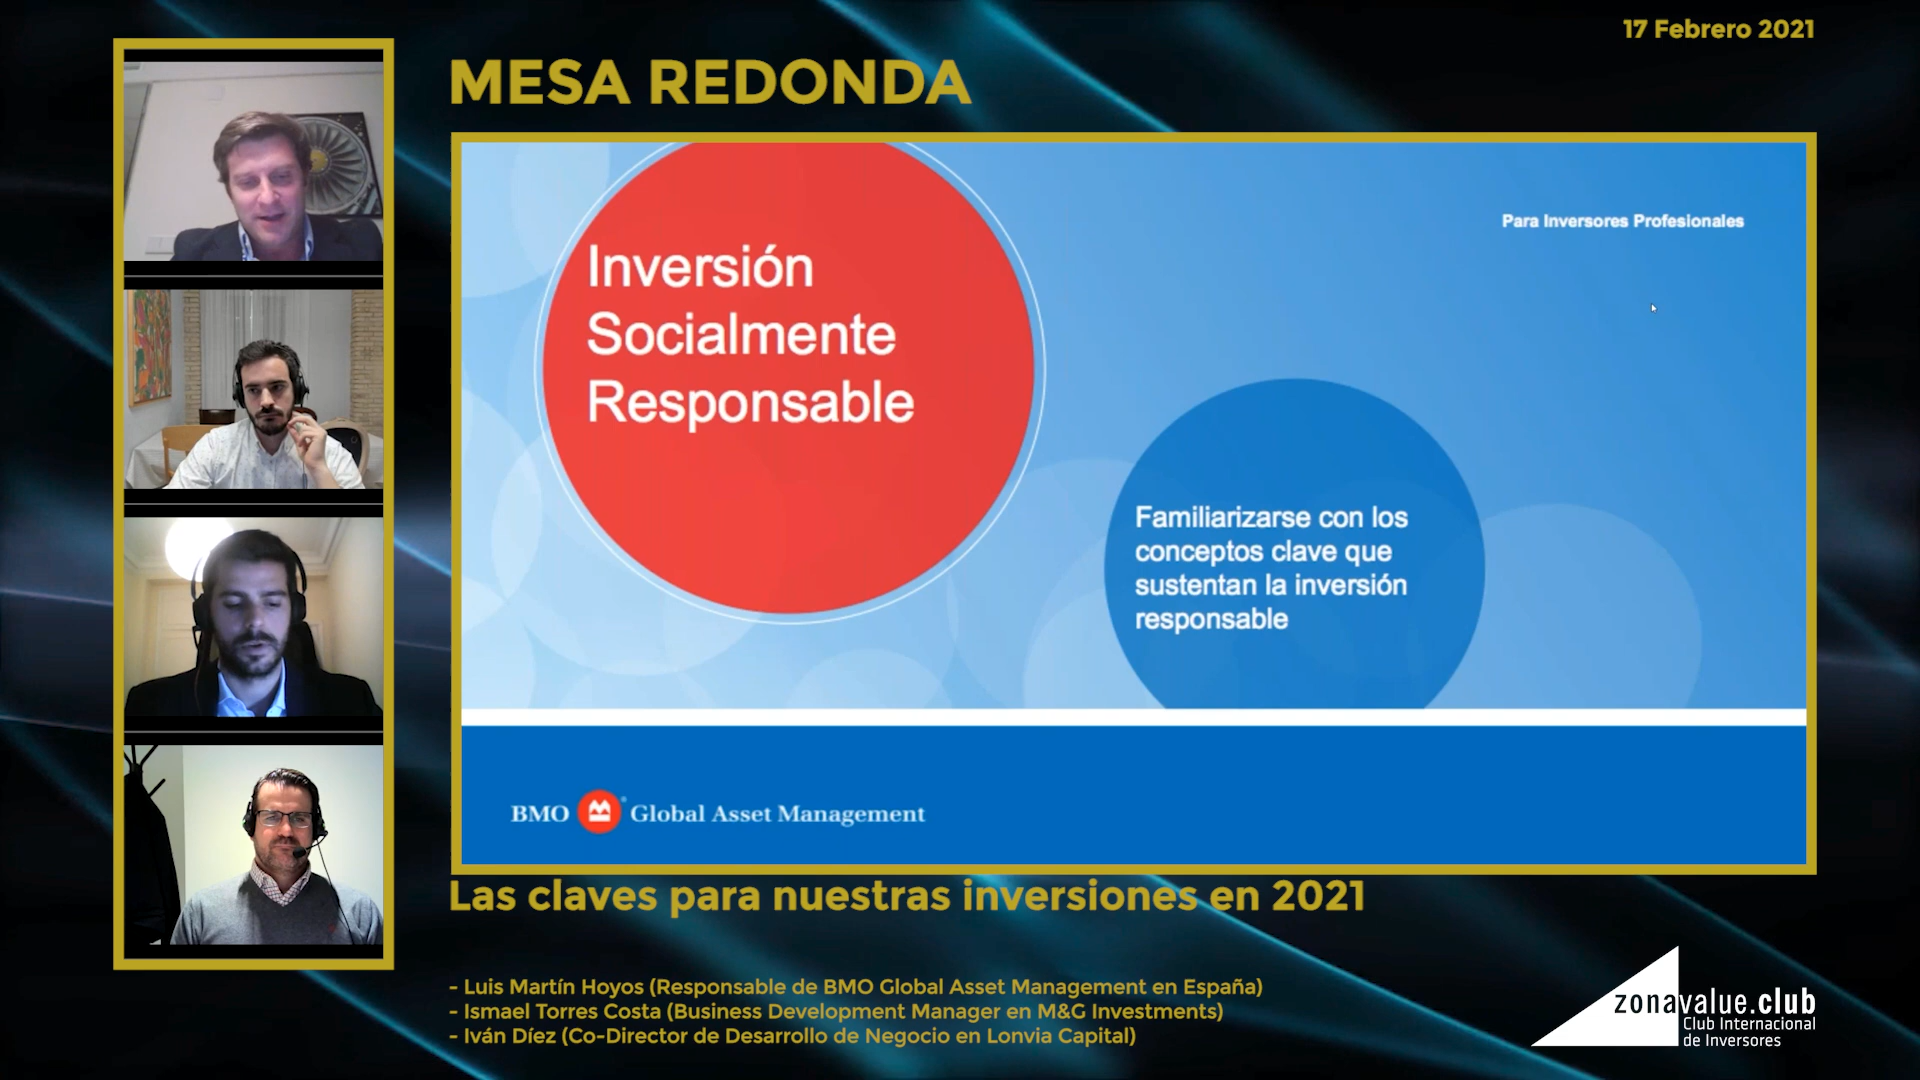 17 Febrero 2021
MESA REDONDA
Para Inversores Profesionales
Inversión
Socialmente
Responsable
Familiarizarse con los
conceptos clave que
sustentan la inversión
responsable
BMO Global Asset Management
Las claves para nuestras inversiones en 2021
- Luis Martín Hoyos (Responsable de BMO Global Asset Management en España)
- Ismael Torres Costa (Business Development Manager en M&G Investments)
- Iván Díez (Co-Director de Desarrollo de Negocio en Lonvia Capital)
zonavalue.club
Club Internacional
de Inversores